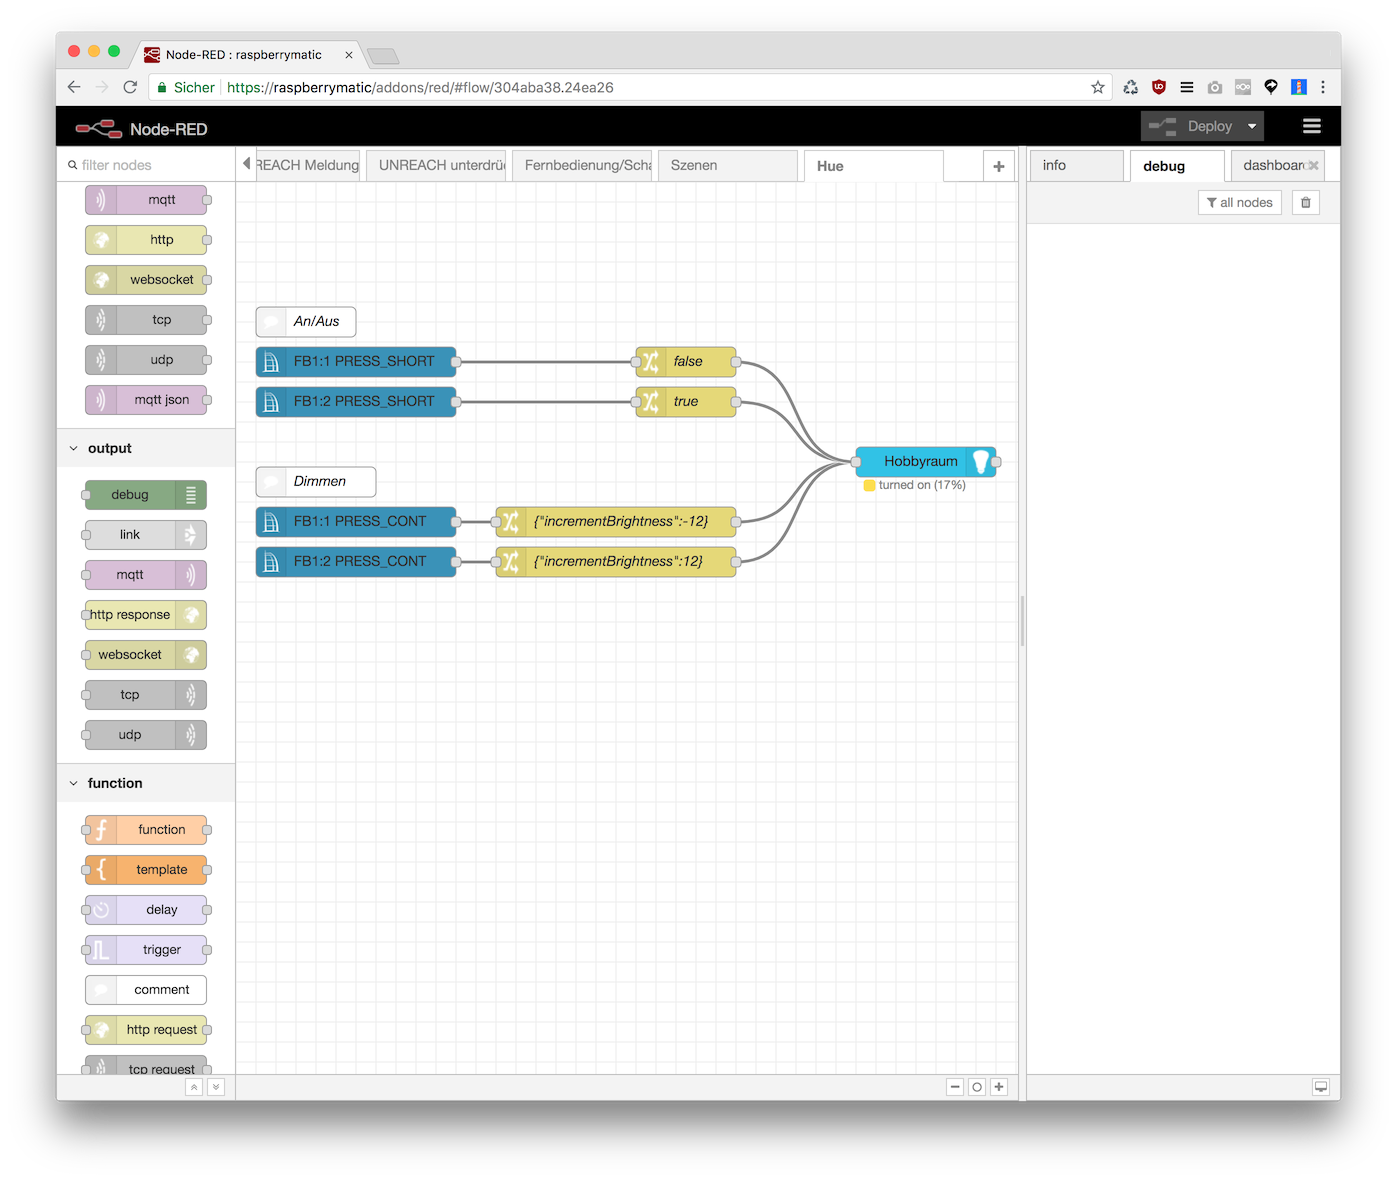 Node-RED : raspberrymatic
Sicher https://raspberrymatic/addons/red/#flow/304aba38.24ea26
Node-RED
Deploy
filter nodes
REACH Meldung
UNREACH unterdrü
Fernbedienung/Scha
Szenen
Hue
info
debug
dashboar
all nodes
mqtt
http
websocket
tcp
udp
mqtt json
output
debug
link
mqtt
http response
websocket
tcp
udp
function
function
template
delay
trigger
comment
http request
tcp request
An/Aus
FB1:1 PRESS_SHORT
false
FB1:2 PRESS_SHORT
true
Hobbyraum
turned on (17%)
Dimmen
FB1:1 PRESS_CONT
{"incrementBrightness":-12}
FB1:2 PRESS_CONT
{"incrementBrightness":12}